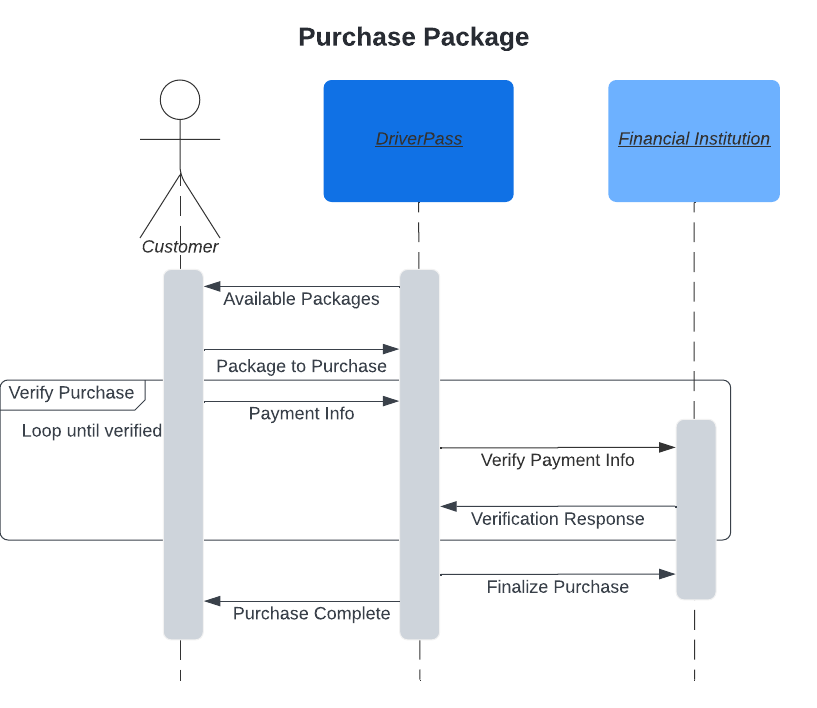 Purchase Package
DriverPass
Financial Institution
Customer
Available Packages
Package to Purchase
Verify Purchase
Payment Info
Loop until verified
Verify Payment Info
Verification Response
Finalize Purchase
Purchase Complete